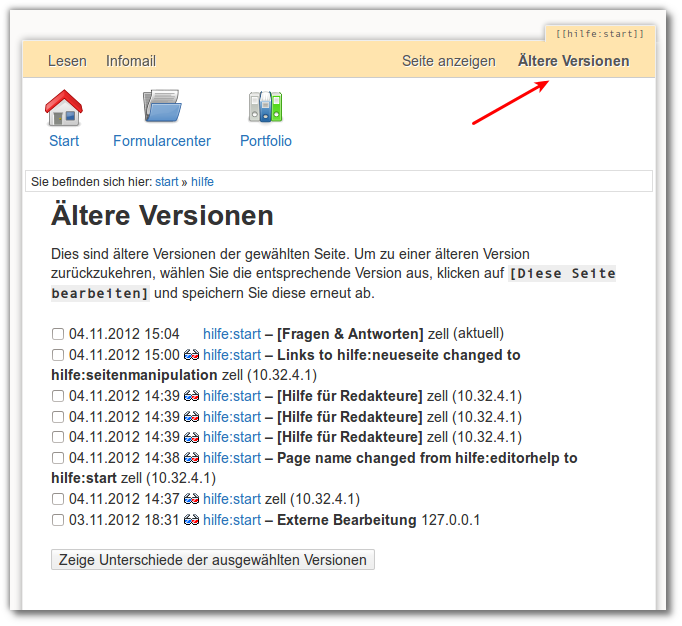 [[hilfe:start]]
Lesen Infomail Seite anzeigen Ältere Versionen
Start Formularcenter Portfolio
Sie befinden sich hier: start » hilfe
Ältere Versionen
Dies sind ältere Versionen der gewählten Seite. Um zu einer älteren Version
zurückzukehren, wählen Sie die entsprechende Version aus, klicken auf [Diese Seite
bearbeiten] und speichern Sie diese erneut ab.
04.11.2012 15:04 hilfe:start – [Fragen & Antworten] zell (aktuell)
04.11.2012 15:00 hilfe:start – Links to hilfe:neueseite changed to
hilfe:seitenmanipulation zell (10.32.4.1)
04.11.2012 14:39 hilfe:start – [Hilfe für Redakteure] zell (10.32.4.1)
04.11.2012 14:39 hilfe:start – [Hilfe für Redakteure] zell (10.32.4.1)
04.11.2012 14:39 hilfe:start – [Hilfe für Redakteure] zell (10.32.4.1)
04.11.2012 14:38 hilfe:start – Page name changed from hilfe:editorhelp to
hilfe:start zell (10.32.4.1)
04.11.2012 14:37 hilfe:start zell (10.32.4.1)
03.11.2012 18:31 hilfe:start – Externe Bearbeitung 127.0.0.1
Zeige Unterschiede der ausgewählten Versionen